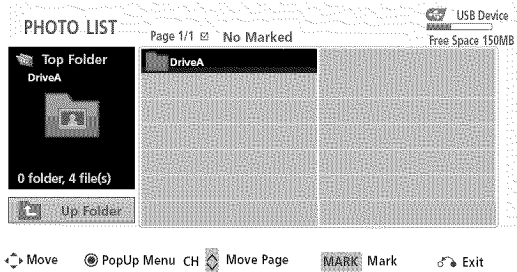 PHOTO LIST
Page 1/1 No Marked
USB Device
Free Space 150MB
Top Folder
DriveA
DriveA
0 folder, 4 file(s)
Up Folder
Move PopUp Menu CH Move Page MARK Mark Exit